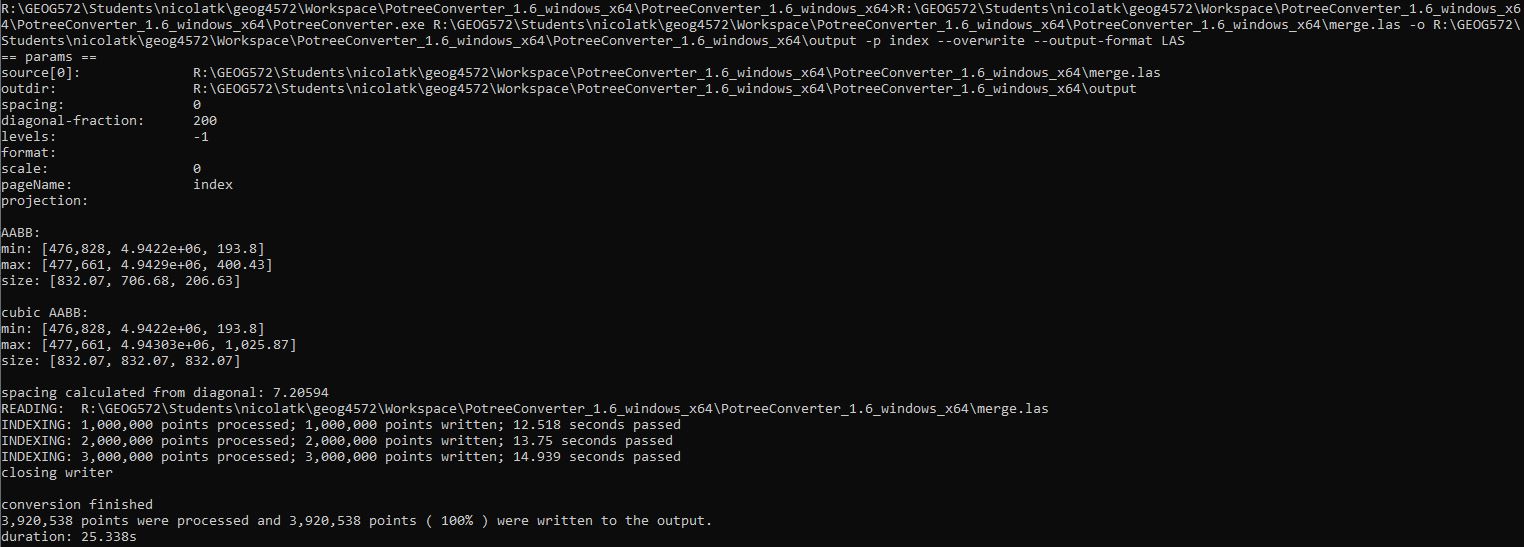 R:\GEOG572\Students\nicolatk\geog4572\Workspace\PotreeConverter_1.6_windows_x64\PotreeConverter_1.6_windows_x64>R:\GEOG572\Students\nicolatk\geog4572\Workspace\PotreeConverter_1.6_windows_x6
4\PotreeConverter_1.6_windows_x64\PotreeConverter.exe R:\GEOG572\Students\nicolatk\geog4572\Workspace\PotreeConverter_1.6_windows_x64\PotreeConverter_1.6_windows_x64\merge.las -o R:\GEOG572\
Students\nicolatk\geog4572\Workspace\PotreeConverter_1.6_windows_x64\PotreeConverter_1.6_windows_x64\output -p index --overwrite --output-format LAS
== params ==
source[0]: R:\GEOG572\Students\nicolatk\geog4572\Workspace\PotreeConverter_1.6_windows_x64\PotreeConverter_1.6_windows_x64\merge.las
outdir: R:\GEOG572\Students\nicolatk\geog4572\Workspace\PotreeConverter_1.6_windows_x64\PotreeConverter_1.6_windows_x64\output
spacing: 0
diagonal-fraction: 200
levels: -1
format:
scale: 0
pageName: index
projection:
AABB:
min: [476,828, 4.9422e+06, 193.8]
max: [477,661, 4.9429e+06, 400.43]
size: [832.07, 706.68, 206.63]
cubic AABB:
min: [476,828, 4.9422e+06, 193.8]
max: [477,661, 4.94303e+06, 1,025.87]
size: [832.07, 832.07, 832.07]
spacing calculated from diagonal: 7.20594
READING: R:\GEOG572\Students\nicolatk\geog4572\Workspace\PotreeConverter_1.6_windows_x64\PotreeConverter_1.6_windows_x64\merge.las
INDEXING: 1,000,000 points processed; 1,000,000 points written; 12.518 seconds passed
INDEXING: 2,000,000 points processed; 2,000,000 points written; 13.75 seconds passed
INDEXING: 3,000,000 points processed; 3,000,000 points written; 14.939 seconds passed
closing writer
conversion finished
3,920,538 points were processed and 3,920,538 points ( 100% ) were written to the output.
duration: 25.338s